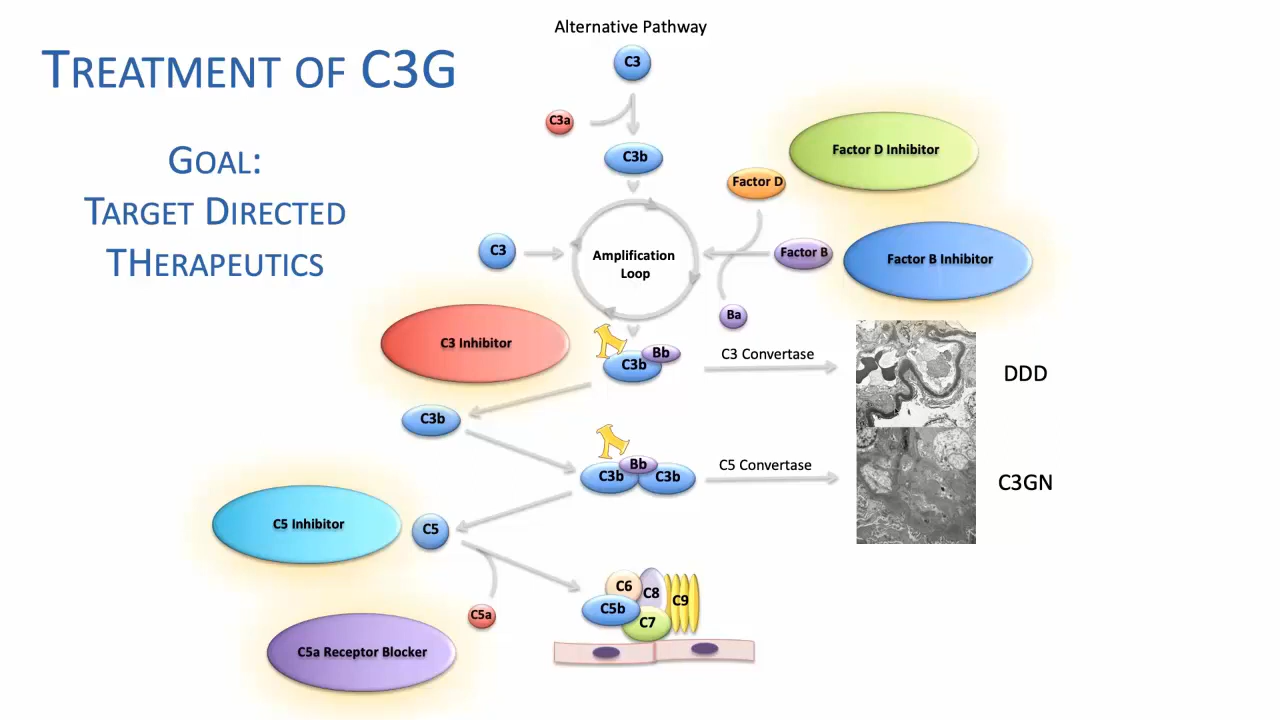 Alternative Pathway
TREATMENT OF C3G
C3
C3a
GOAL:
TARGET DIRECTED
THERAPEUTICS
C3b
Factor D Inhibitor
Factor D
C3
Amplification
Loop
Factor B
Factor B Inhibitor
Ba
C3 Inhibitor
C3b
Bb
C3 Convertase
DDD
C3b
C3b
Bb
C3b
C5 Convertase
C3GN
C5 Inhibitor
C5
C6
C8
C9
C5b
C7
C5a
C5a Receptor Blocker